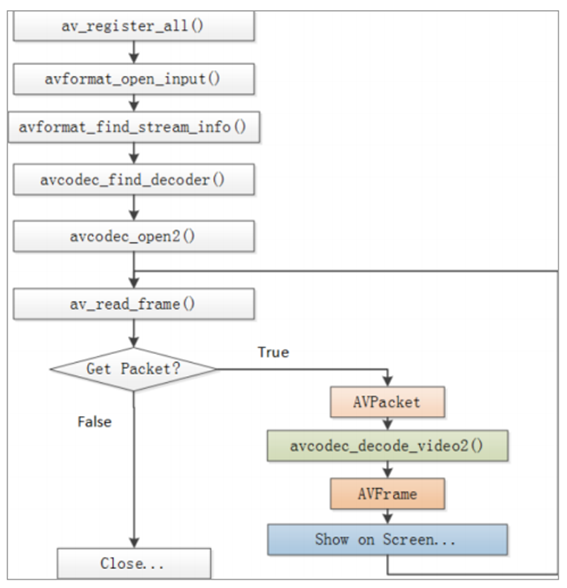 av_register_all()
avformat_open_input()
avformat_find_stream_info()
avcodec_find_decoder()
avcodec_open2()
av_read_frame()
Get Packet?
True
False
AVPacket
avcodec_decode_video2()
AVFrame
Show on Screen...
Close...